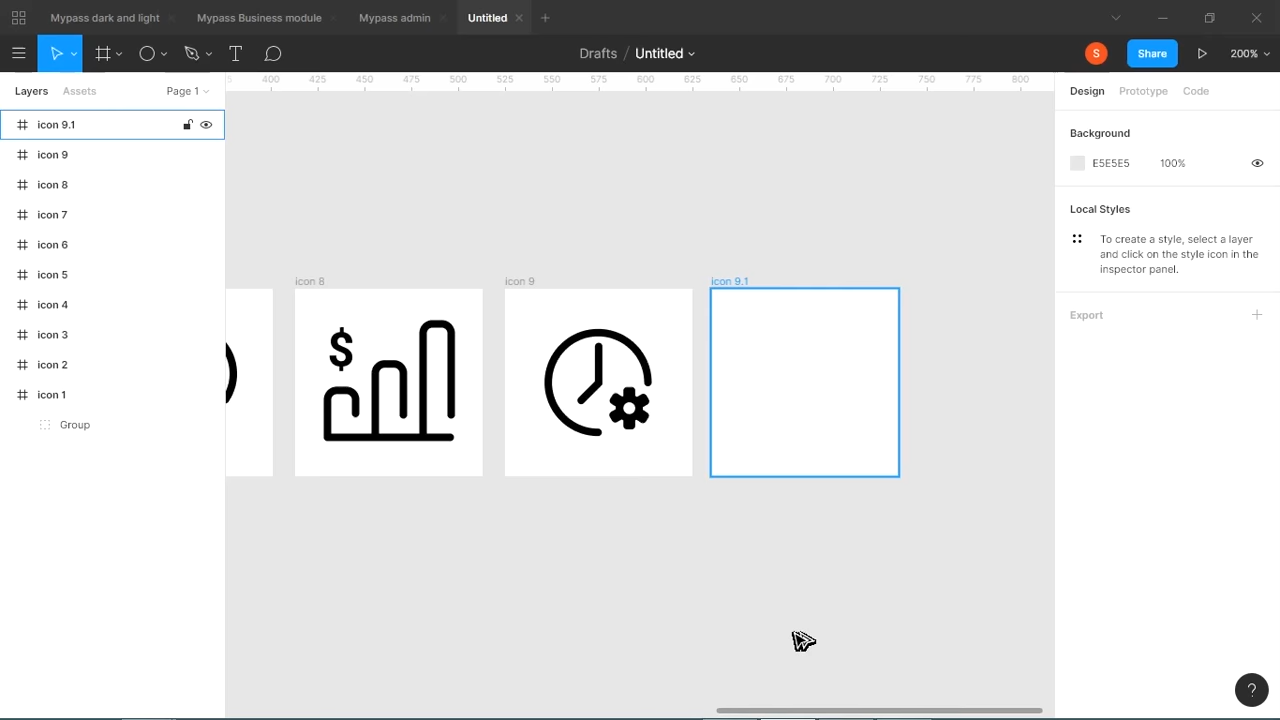 Mypass dark and light
Mypass Business module
Mypass admin
Untitled
Drafts / Untitled
S
Share
200%
Layers
Assets
Page 1
icon 9.1
icon 9
icon 8
icon 7
icon 6
icon 5
icon 4
icon 3
icon 2
icon 1
Group
400 425 450 475 500 525 550 575 600 625 650 675 700 725 750 775 800
icon 8
$
icon 9
icon 9.1
Design
Prototype
Code
Background
E5E5E5
100%
Local Styles
To create a style, select a layer
and click on the style icon in the
inspector panel.
Export
?